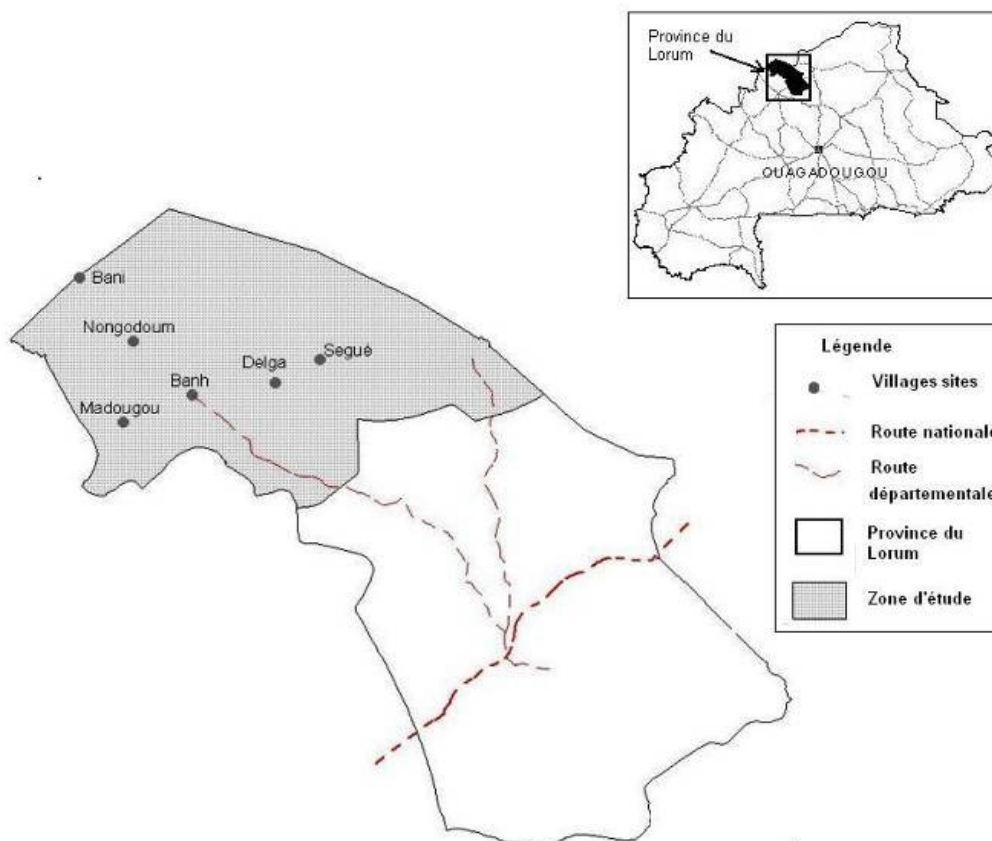 Province du
Lorum
OUAGADOUGOU
Bani
Nongodoum
Segué
Delga
Banh
Madougou
Légende
Villages sites
Route nationale
Route
départementale
Province du
Lorum
Zone d'étude